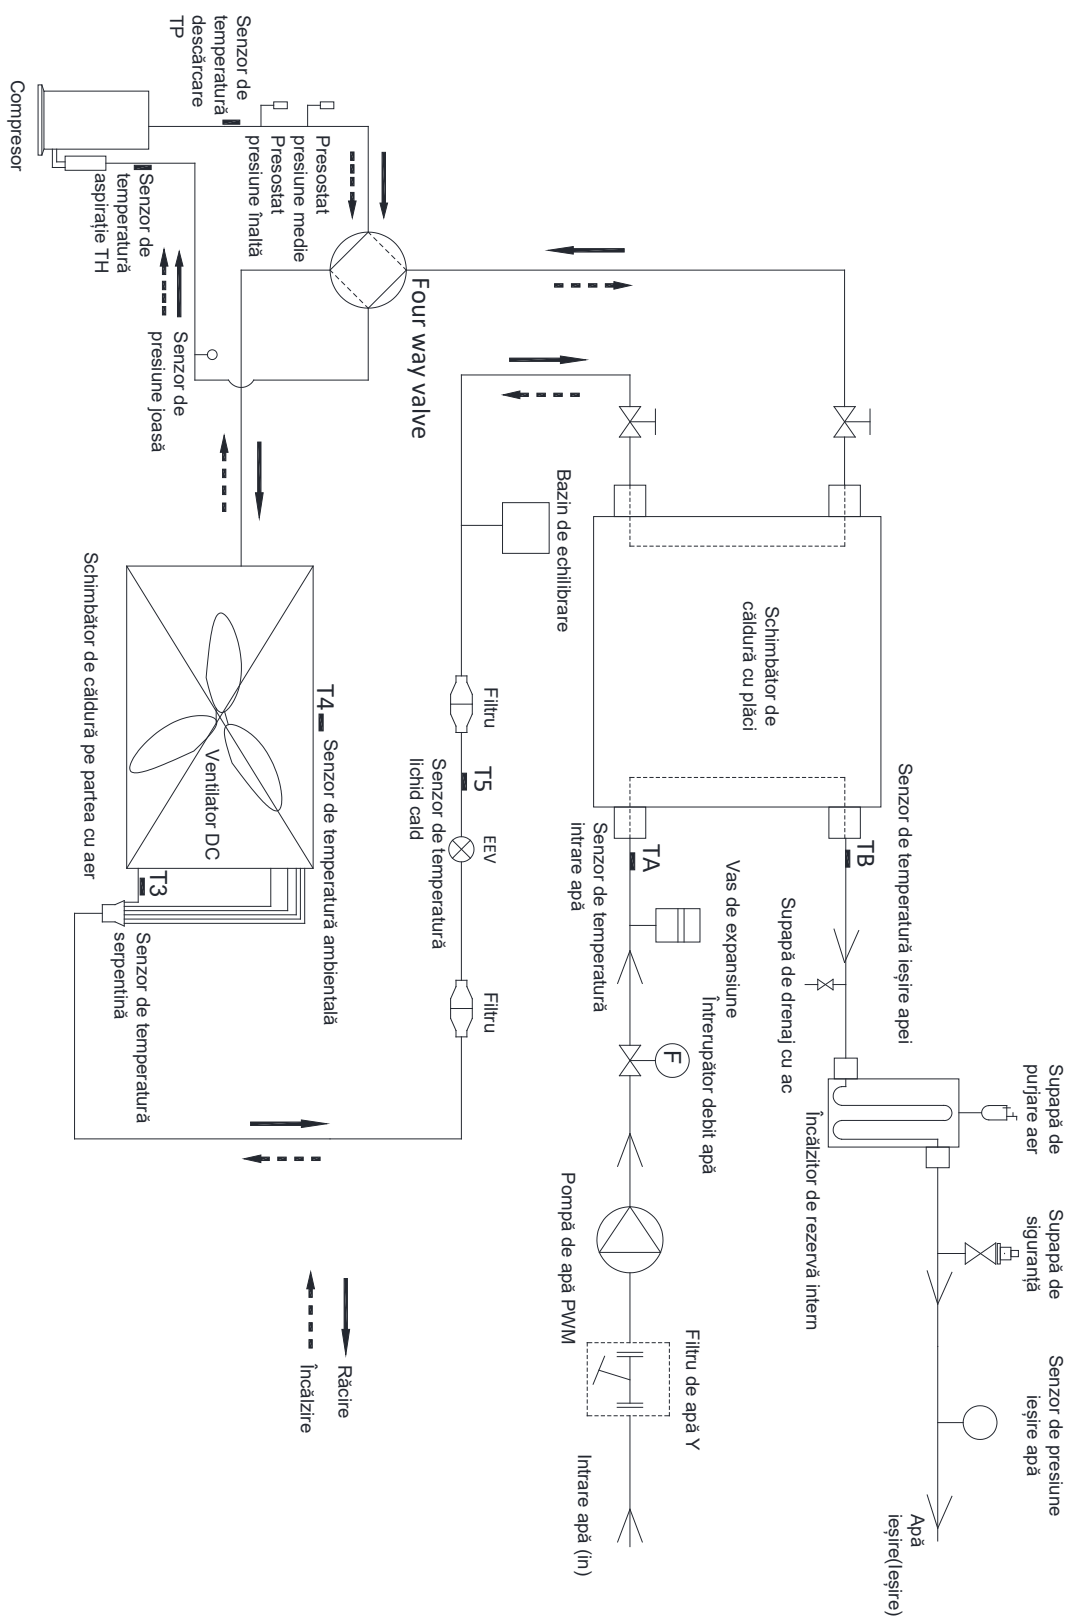 Senzor de
temperatură
descărcare
TP
Compresor
Presostat
presiune medie
Presostat
presiune înaltă
Senzor de
temperatură
aspirație TH
Senzor de
presiune joasă
Four way valve
Bazin de echilibrare
Schimbător de
căldură cu plăci
Filtru
T5
Senzor de temperatură
lichid cald
EEV
Filtru
Schimbător de căldură pe partea cu aer
T4
Senzor de temperatură ambientală
Ventilator DC
T3
Senzor de temperatură
serpentină
Senzor de temperatură ieșire apei
TB
TA
Senzor de temperatură
intrare apă
Vas de expansiune
Supapă de drenaj cu ac
Întrerupător debit apă
F
Supapă de
purjare aer
Încălzitor de rezervă intern
Supapă de
siguranță
Pompă de apă PWM
Filtru de apă Y
Senzor de presiune
ieșire apă
Intrare apă (in)
Apă
ieșire(Ieșire)
Răcire
Încălzire